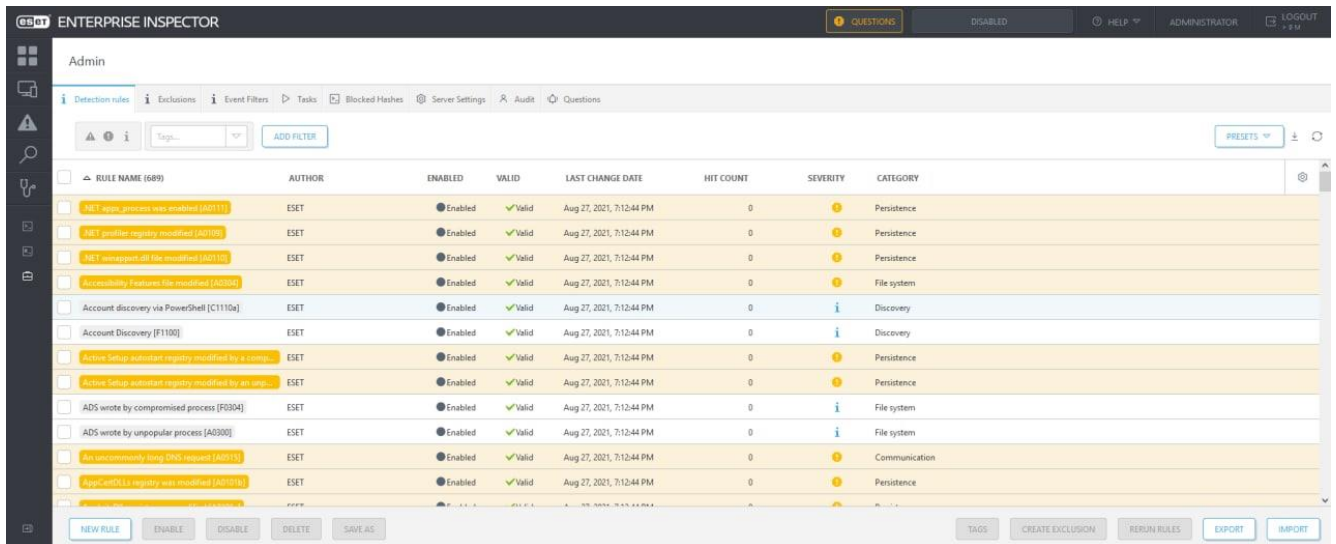 eset ENTERPRISE INSPECTOR QUESTIONS DISABLED HELP ADMINISTRATOR LOGOUT
Admin
Detection rules Exclusions Event Filters Tasks Blocked Hashes Server Settings Audit Questions
Tags... ADD FILTER PRESETS
RULE NAME (689) AUTHOR ENABLED VALID LAST CHANGE DATE HIT COUNT SEVERITY CATEGORY
.NET appx_process was enabled [A0111] ESET Enabled Valid Aug 27, 2021, 7:12:44 PM 0 Persistence
.NET profiler registry modified [A0109] ESET Enabled Valid Aug 27, 2021, 7:12:44 PM 0 Persistence
.NET winappxrt.dll file modified [A0110] ESET Enabled Valid Aug 27, 2021, 7:12:44 PM 0 Persistence
Accessibility Features file modified [A0304] ESET Enabled Valid Aug 27, 2021, 7:12:44 PM 0 File system
Account discovery via PowerShell [C1110a] ESET Enabled Valid Aug 27, 2021, 7:12:44 PM 0 Discovery
Account Discovery [F1100] ESET Enabled Valid Aug 27, 2021, 7:12:44 PM 0 Discovery
Active Setup autostart registry modified by a comp... ESET Enabled Valid Aug 27, 2021, 7:12:44 PM 0 Persistence
Active Setup autostart registry modified by an unp... ESET Enabled Valid Aug 27, 2021, 7:12:44 PM 0 Persistence
ADS wrote by compromised process [F0304] ESET Enabled Valid Aug 27, 2021, 7:12:44 PM 0 File system
ADS wrote by unpopular process [A0300] ESET Enabled Valid Aug 27, 2021, 7:12:44 PM 0 File system
An uncommonly long DNS request [A0515] ESET Enabled Valid Aug 27, 2021, 7:12:44 PM 0 Communication
AppCertDLLs registry was modified [A0101b] ESET Enabled Valid Aug 27, 2021, 7:12:44 PM 0 Persistence
NEW RULE ENABLE DISABLE DELETE SAVE AS TAGS CREATE EXCLUSION RERUN RULES EXPORT IMPORT